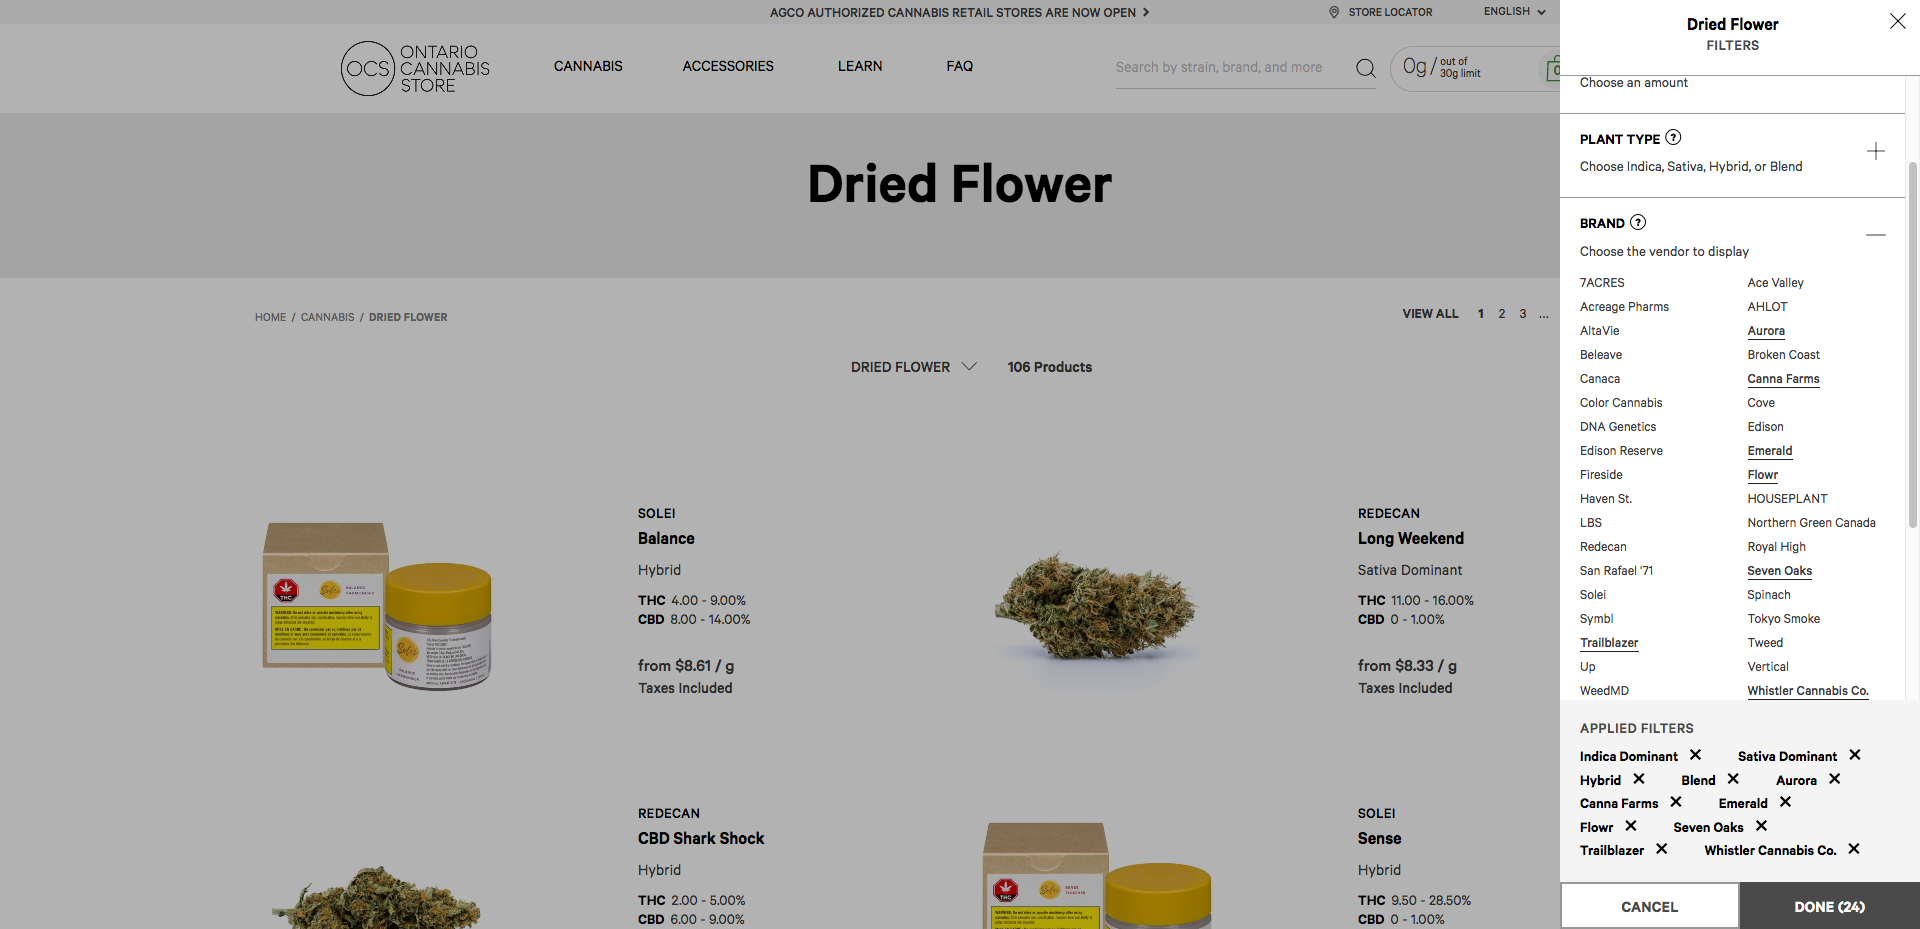 AGCO AUTHORIZED CANNABIS RETAIL STORES ARE NOW OPEN
STORE LOCATOR
ENGLISH
OCS
ONTARIO
CANNABIS
STORE
CANNABIS
ACCESSORIES
LEARN
FAQ
Search by strain, brand, and more
0g / out of
30g limit
0
Dried Flower
HOME / CANNABIS / DRIED FLOWER
VIEW ALL 1 2 3 ...
DRIED FLOWER
106 Products
SOLEI
Balance
Hybrid
THC 4.00 - 9.00%
CBD 8.00 - 14.00%
from $8.61 / g
Taxes Included
REDECAN
Long Weekend
Sativa Dominant
THC 11.00 - 16.00%
CBD 0 - 1.00%
from $8.33 / g
Taxes Included
THC
Solei
BALANCE
Solei
REDECAN
CBD Shark Shock
Hybrid
THC 2.00 - 5.00%
CBD 6.00 - 9.00%
SOLEI
Sense
Hybrid
THC 9.50 - 28.50%
CBD 0 - 1.00%
THC
Solei
SENSE
Dried Flower
FILTERS
Choose an amount
PLANT TYPE ?
Choose Indica, Sativa, Hybrid, or Blend
BRAND ?
Choose the vendor to display
7ACRES Ace Valley
Acreage Pharms AHLOT
AltaVie Aurora
Beleave Broken Coast
Canaca Canna Farms
Color Cannabis Cove
DNA Genetics Edison
Edison Reserve Emerald
Fireside Flowr
Haven St. HOUSEPLANT
LBS Northern Green Canada
Redecan Royal High
San Rafael '71 Seven Oaks
Solei Spinach
Symbl Tokyo Smoke
Trailblazer Tweed
Up Vertical
WeedMD Whistler Cannabis Co.
APPLIED FILTERS
Indica Dominant Sativa Dominant
Hybrid Blend Aurora
Canna Farms Emerald
Flowr Seven Oaks
Trailblazer Whistler Cannabis Co.
CANCEL
DONE (24)